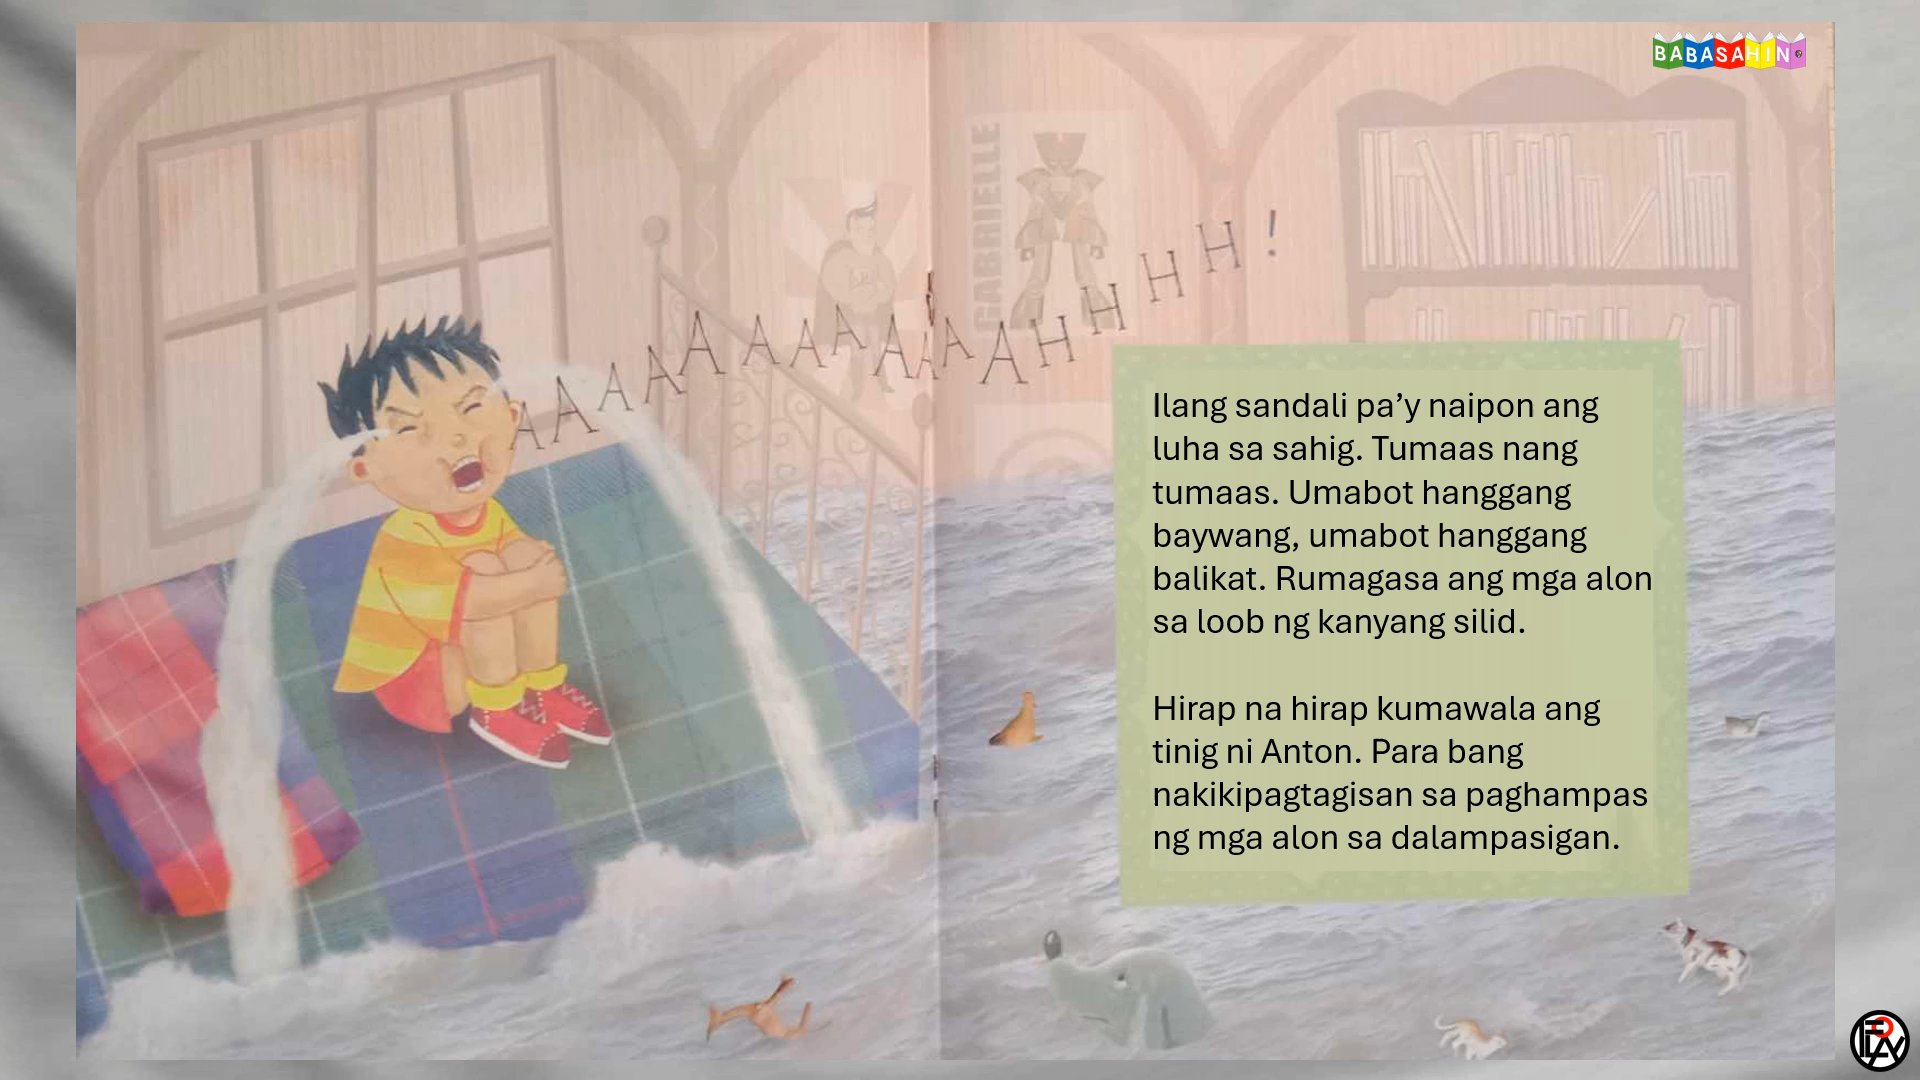 BABASAHIN
GABRIELLE
AAAAAAAAAAAAAAHHHHH!
Ilang sandali pa’y naipon ang
luha sa sahig. Tumaas nang
tumaas. Umabot hanggang
baywang, umabot hanggang
balikat. Rumagasa ang mga alon
sa loob ng kanyang silid.
Hirap na hirap kumawala ang
tinig ni Anton. Para bang
nakikipagtagisan sa paghampas
ng mga alon sa dalampasigan.